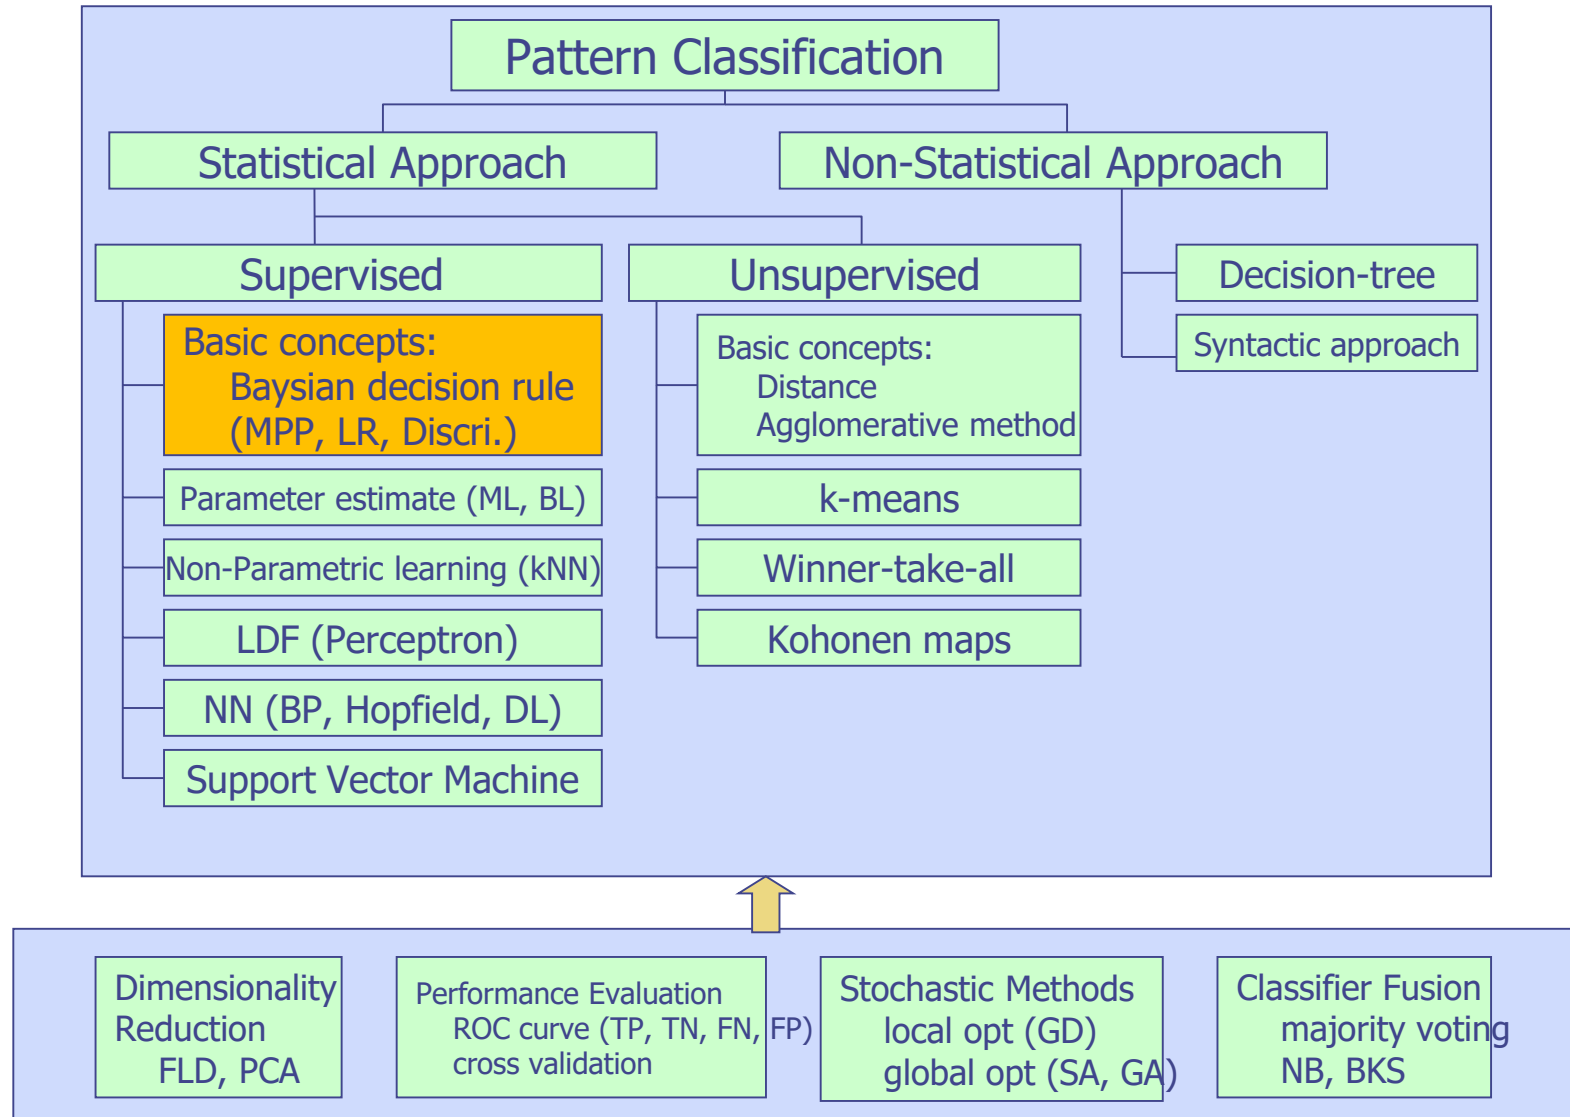 Pattern Classification
Statistical Approach
Non-Statistical Approach
Supervised
Unsupervised
Decision-tree
Syntactic approach
Basic concepts:
Baysian decision rule
(MPP, LR, Discri.)
Parameter estimate (ML, BL)
Non-Parametric learning (kNN)
LDF (Perceptron)
NN (BP, Hopfield, DL)
Support Vector Machine
Basic concepts:
Distance
Agglomerative method
k-means
Winner-take-all
Kohonen maps
Dimensionality
Reduction
FLD, PCA
Performance Evaluation
ROC curve (TP, TN, FN, FP)
cross validation
Stochastic Methods
local opt (GD)
global opt (SA, GA)
Classifier Fusion
majority voting
NB, BKS